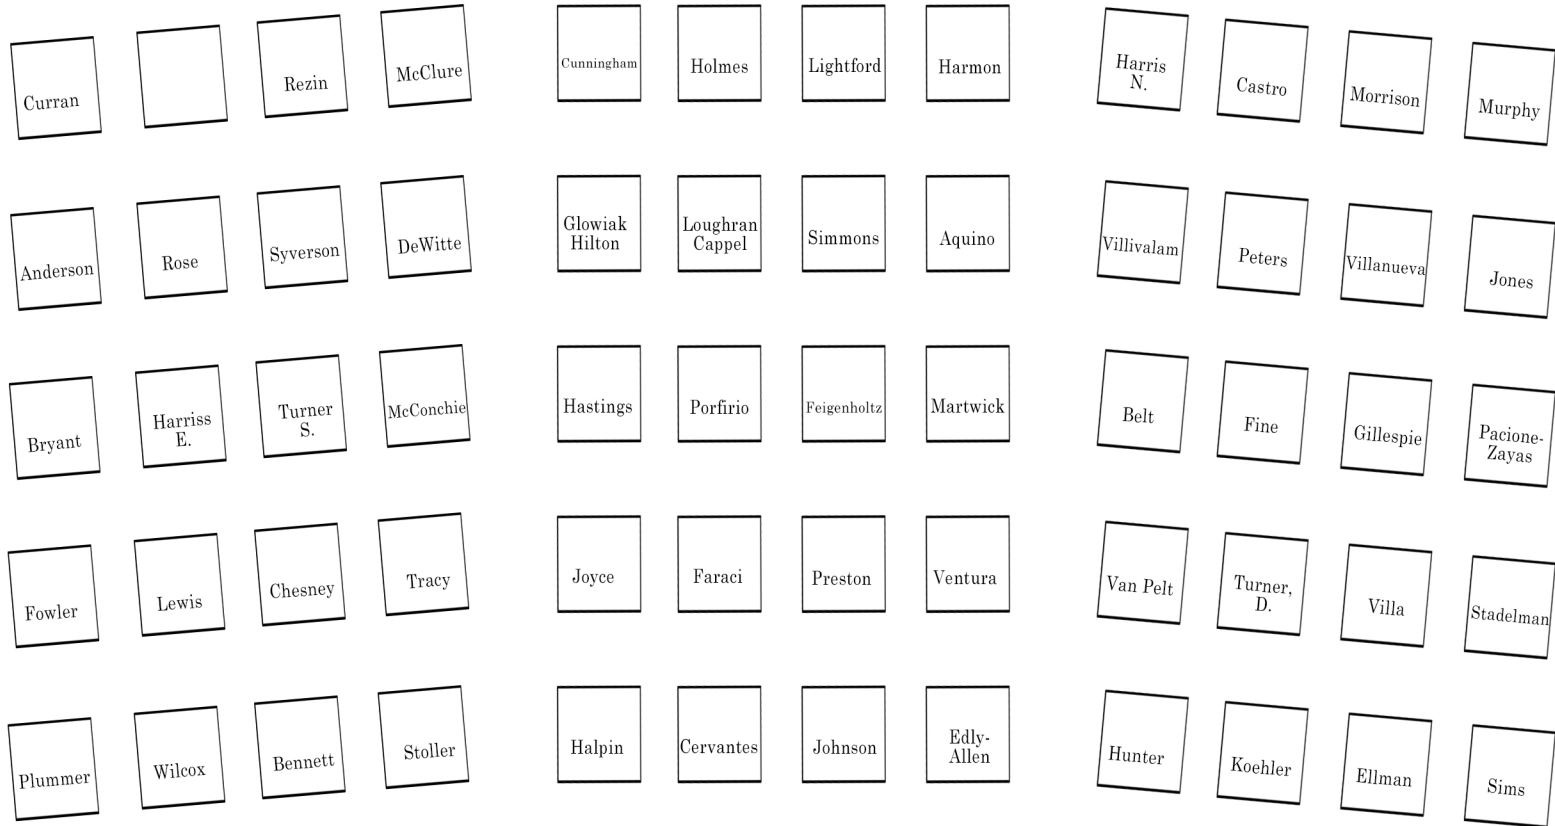 Curran
Rezin
McClure
Cunningham
Holmes
Lightford
Harmon
Harris
N.
Castro
Morrison
Murphy
Anderson
Rose
Syverson
DeWitte
Glowiak
Hilton
Loughran
Cappel
Simmons
Aquino
Villivalam
Peters
Villanueva
Jones
Bryant
Harriss
E.
Turner
S.
McConchie
Hastings
Porfirio
Feigenholtz
Martwick
Belt
Fine
Gillespie
Pacione-
Zayas
Fowler
Lewis
Chesney
Tracy
Joyce
Faraci
Preston
Ventura
Van Pelt
Turner,
D.
Villa
Stadelman
Plummer
Wilcox
Bennett
Stoller
Halpin
Cervantes
Johnson
Edly-
Allen
Hunter
Koehler
Ellman
Sims